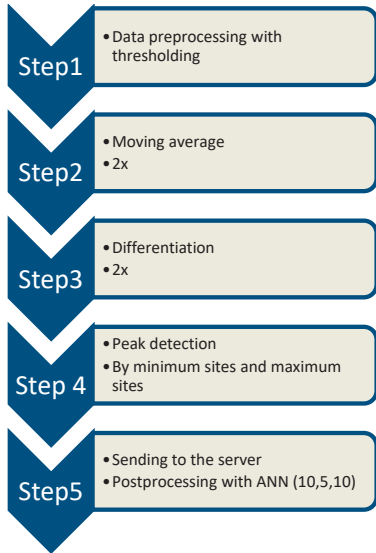 Step1
•Data preprocessing with
thresholding
Step2
•Moving average
•2x
Step3
•Differentiation
•2x
Step 4
•Peak detection
•By minimum sites and maximum
sites
Step5
•Sending to the server
•Postprocessing with ANN (10,5,10)